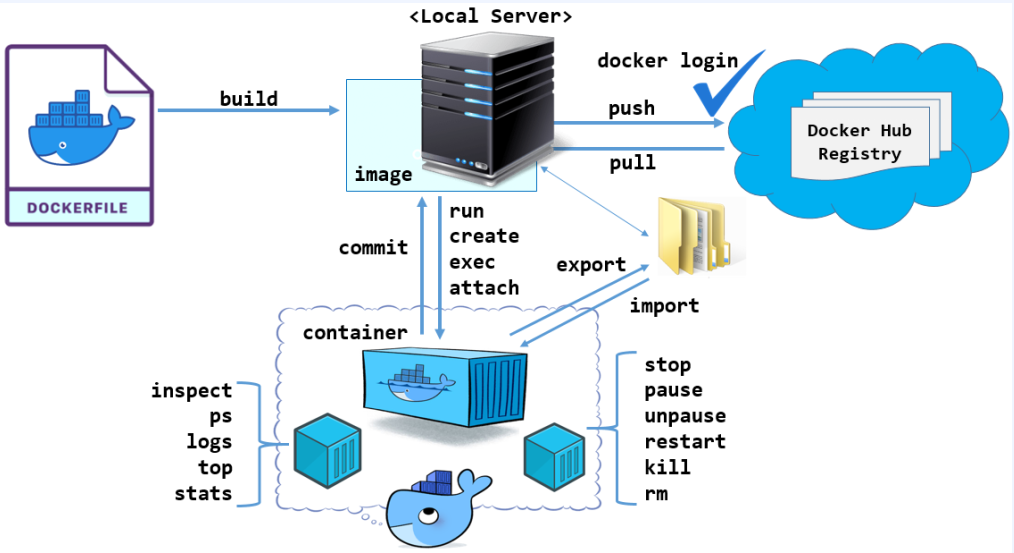 <Local Server>
docker login
build
push
Docker Hub
Registry
pull
image
DOCKERFILE
run
commit
create
exec
attach
export
import
container
inspect
ps
logs
top
stats
stop
pause
unpause
restart
kill
rm